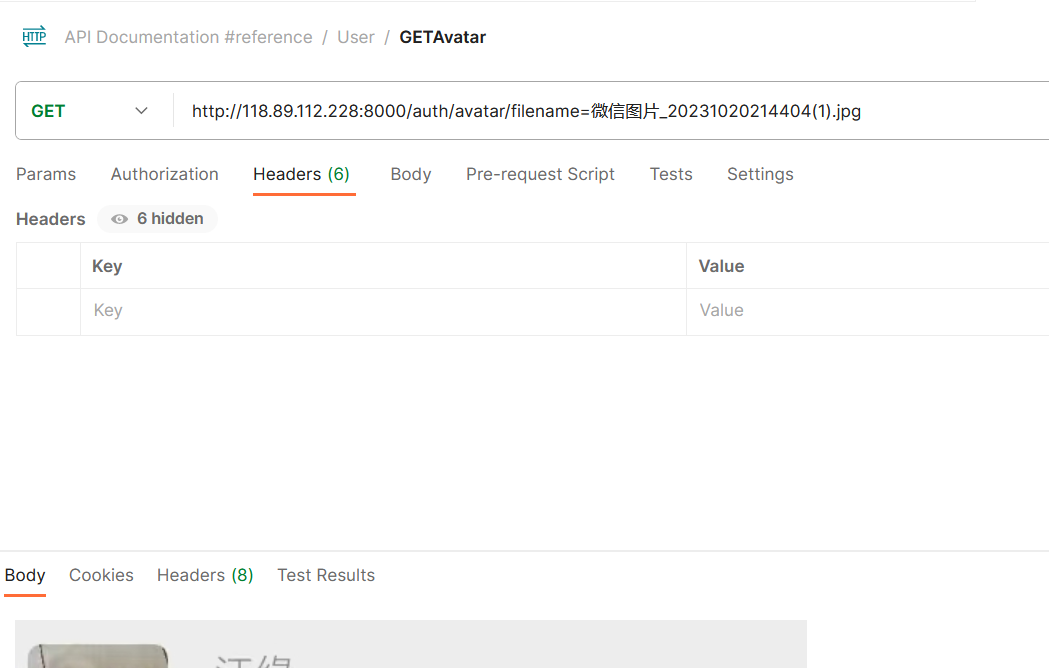 HTTP API Documentation #reference / User / GETAvatar
GET http://118.89.112.228:8000/auth/avatar/filename=微信图片_20231020214404(1).jpg
Params Authorization Headers (6) Body Pre-request Script Tests Settings
Headers 6 hidden
Key Value
Key Value
Body Cookies Headers (8) Test Results